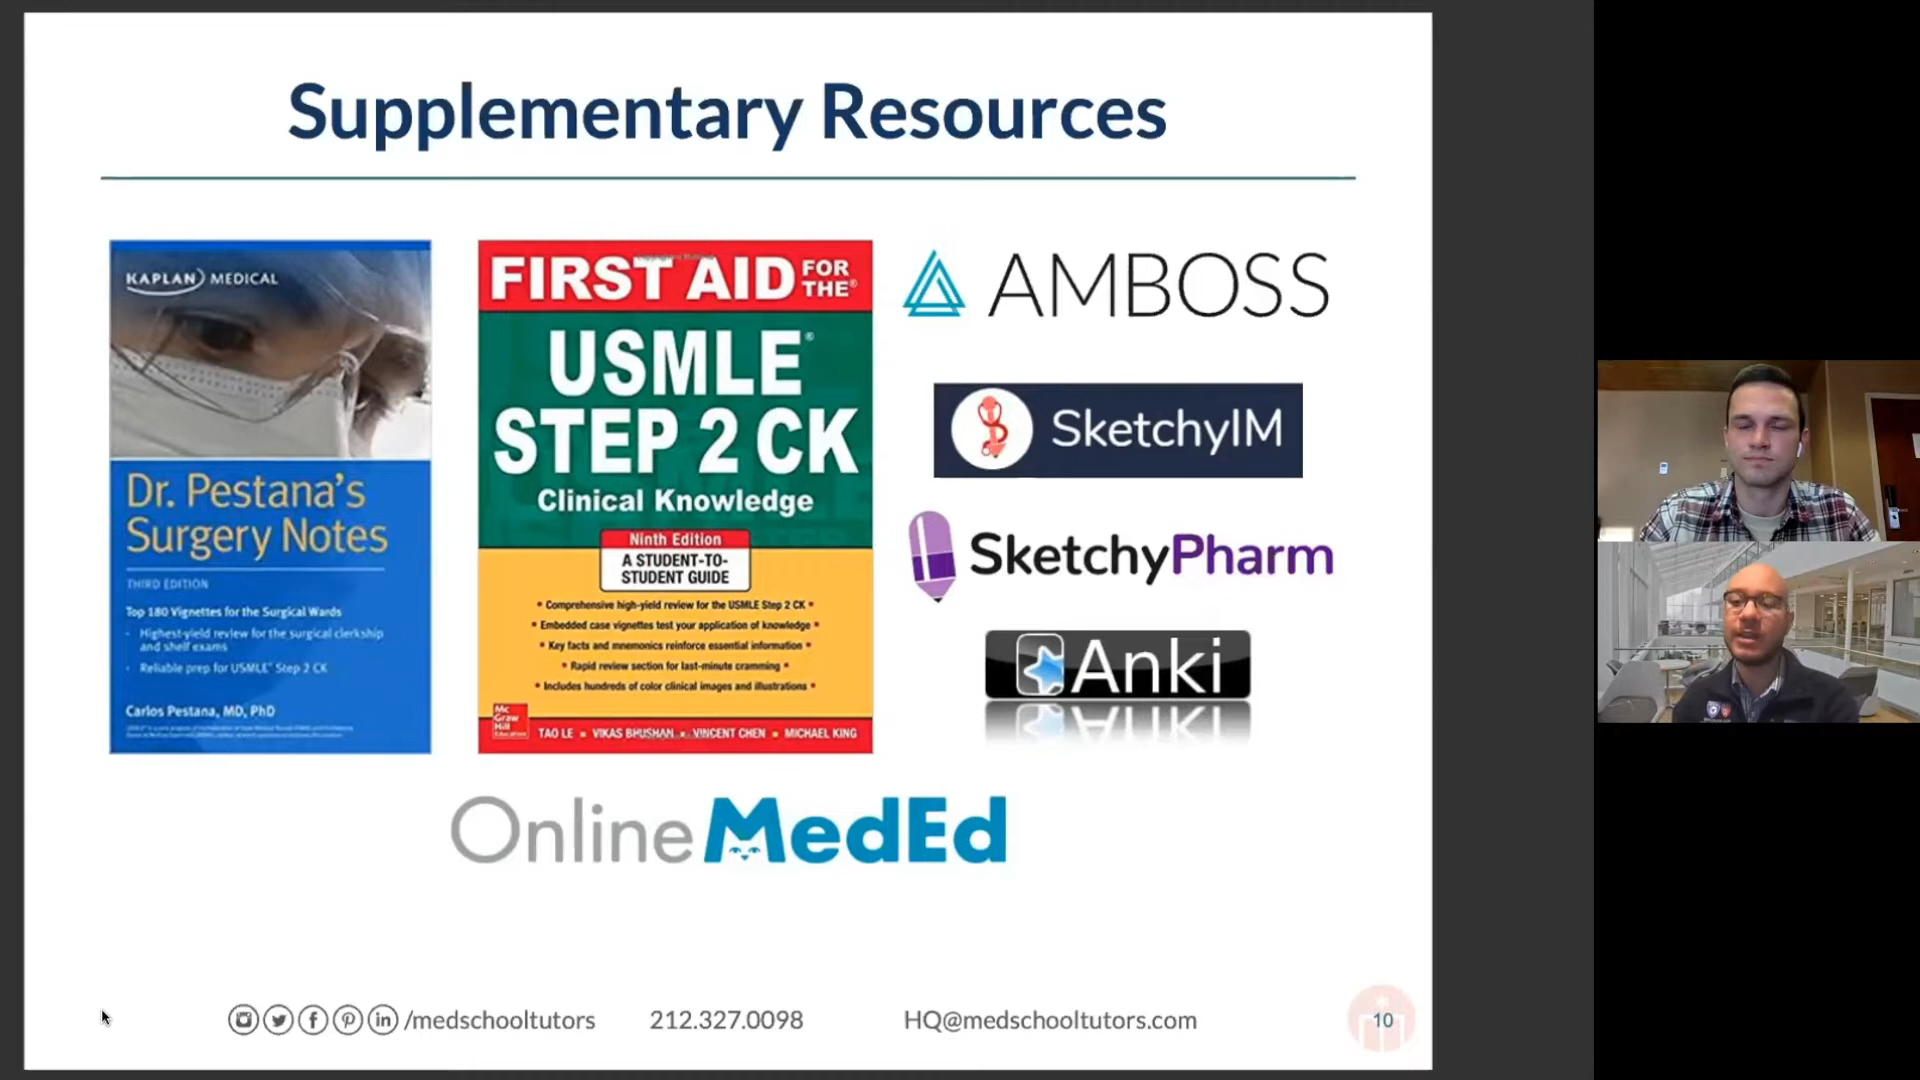 Supplementary Resources
KAPLAN MEDICAL
Dr. Pestana's
Surgery Notes
THIRD EDITION
Top 180 Vignettes for the Surgical Wards
- Highest-yield review for the surgical clerkship
and shelf exams
- Reliable prep for USMLE® Step 2 CK
Carlos Pestana, MD, PhD
FIRST AID FOR
THE®
USMLE®
STEP 2 CK
Clinical Knowledge
Ninth Edition
A STUDENT-TO-
STUDENT GUIDE
• Comprehensive high-yield review for the USMLE Step 2 CK •
• Embedded case vignettes test your application of knowledge •
• Key facts and mnemonics reinforce essential information •
• Rapid review section for last-minute cramming •
• Includes hundreds of color clinical images and illustrations •
Mc
Graw
Hill
Education
TAO LE ▪ VIKAS BHUSHAN ▪ VINCENT CHEN ▪ MICHAEL KING
AMBOSS
SketchyIM
SketchyPharm
Anki
OnlineMedEd
/medschooltutors 212.327.0098 HQ@medschooltutors.com 10